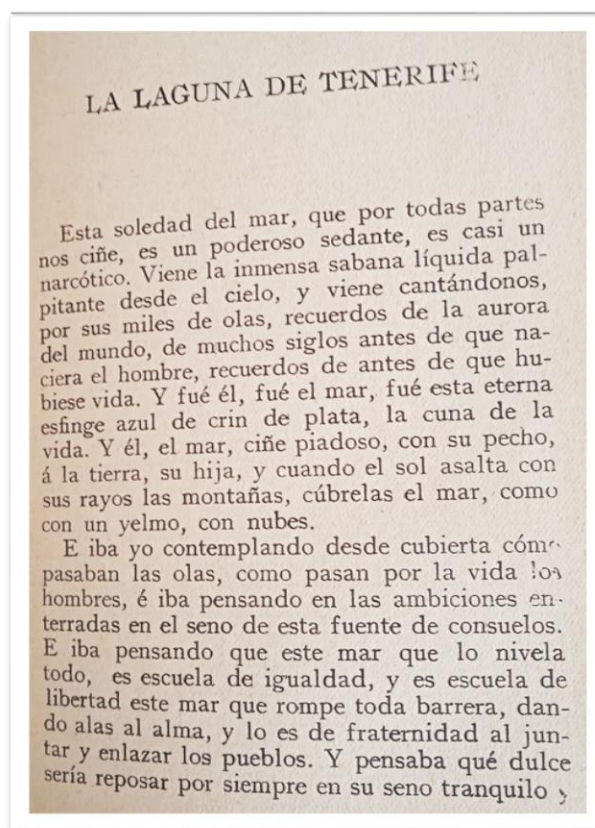 LA LAGUNA DE TENERIFE
Esta soledad del mar, que por todas partes
nos ciñe, es un poderoso sedante, es casi un
narcótico. Viene la inmensa sabana líquida pal-
pitante desde el cielo, y viene cantándonos,
por sus miles de olas, recuerdos de la aurora
del mundo, de muchos siglos antes de que na-
ciera el hombre, recuerdos de antes de que hu-
biese vida. Y fué él, fué el mar, fué esta eterna
esfinge azul de crin de plata, la cuna de la
vida. Y él, el mar, ciñe piadoso, con su pecho,
á la tierra, su hija, y cuando el sol asalta con
sus rayos las montañas, cúbrelas el mar, como
con un yelmo, con nubes.
E iba yo contemplando desde cubierta cómo
pasaban las olas, como pasan por la vida los
hombres, é iba pensando en las ambiciones en-
terradas en el seno de esta fuente de consuelos.
E iba pensando que este mar que lo nivela
todo, es escuela de igualdad, y es escuela de
libertad este mar que rompe toda barrera, dan-
do alas al alma, y lo es de fraternidad al jun-
tar y enlazar los pueblos. Y pensaba qué dulce
sería reposar por siempre en su seno tranquilo y